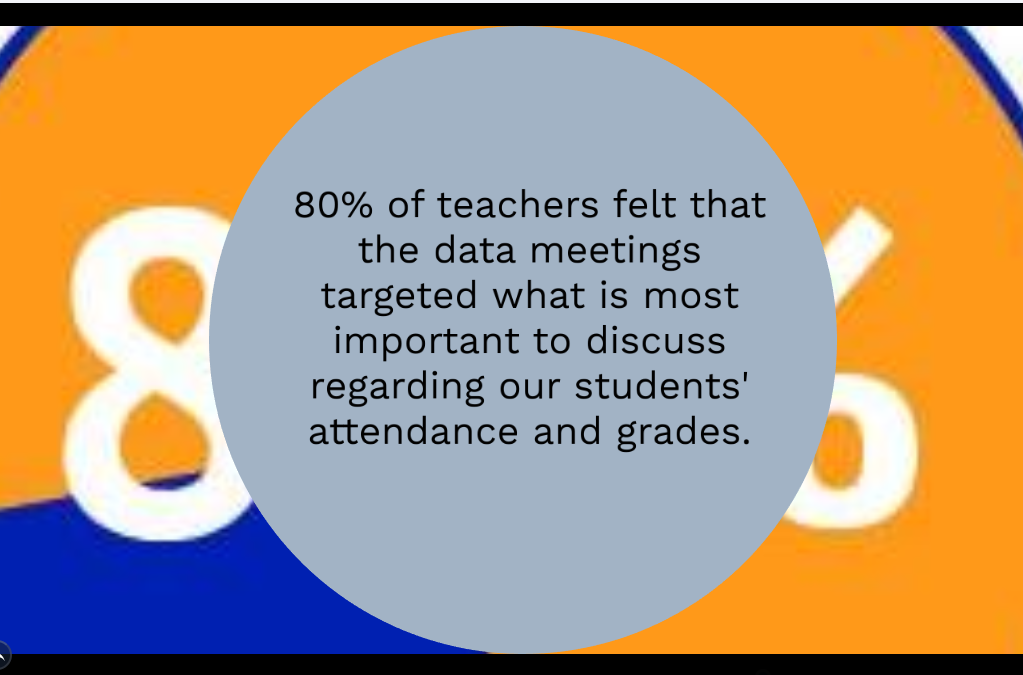 80% of teachers felt that
the data meetings
targeted what is most
important to discuss
regarding our students'
attendance and grades.
8
%